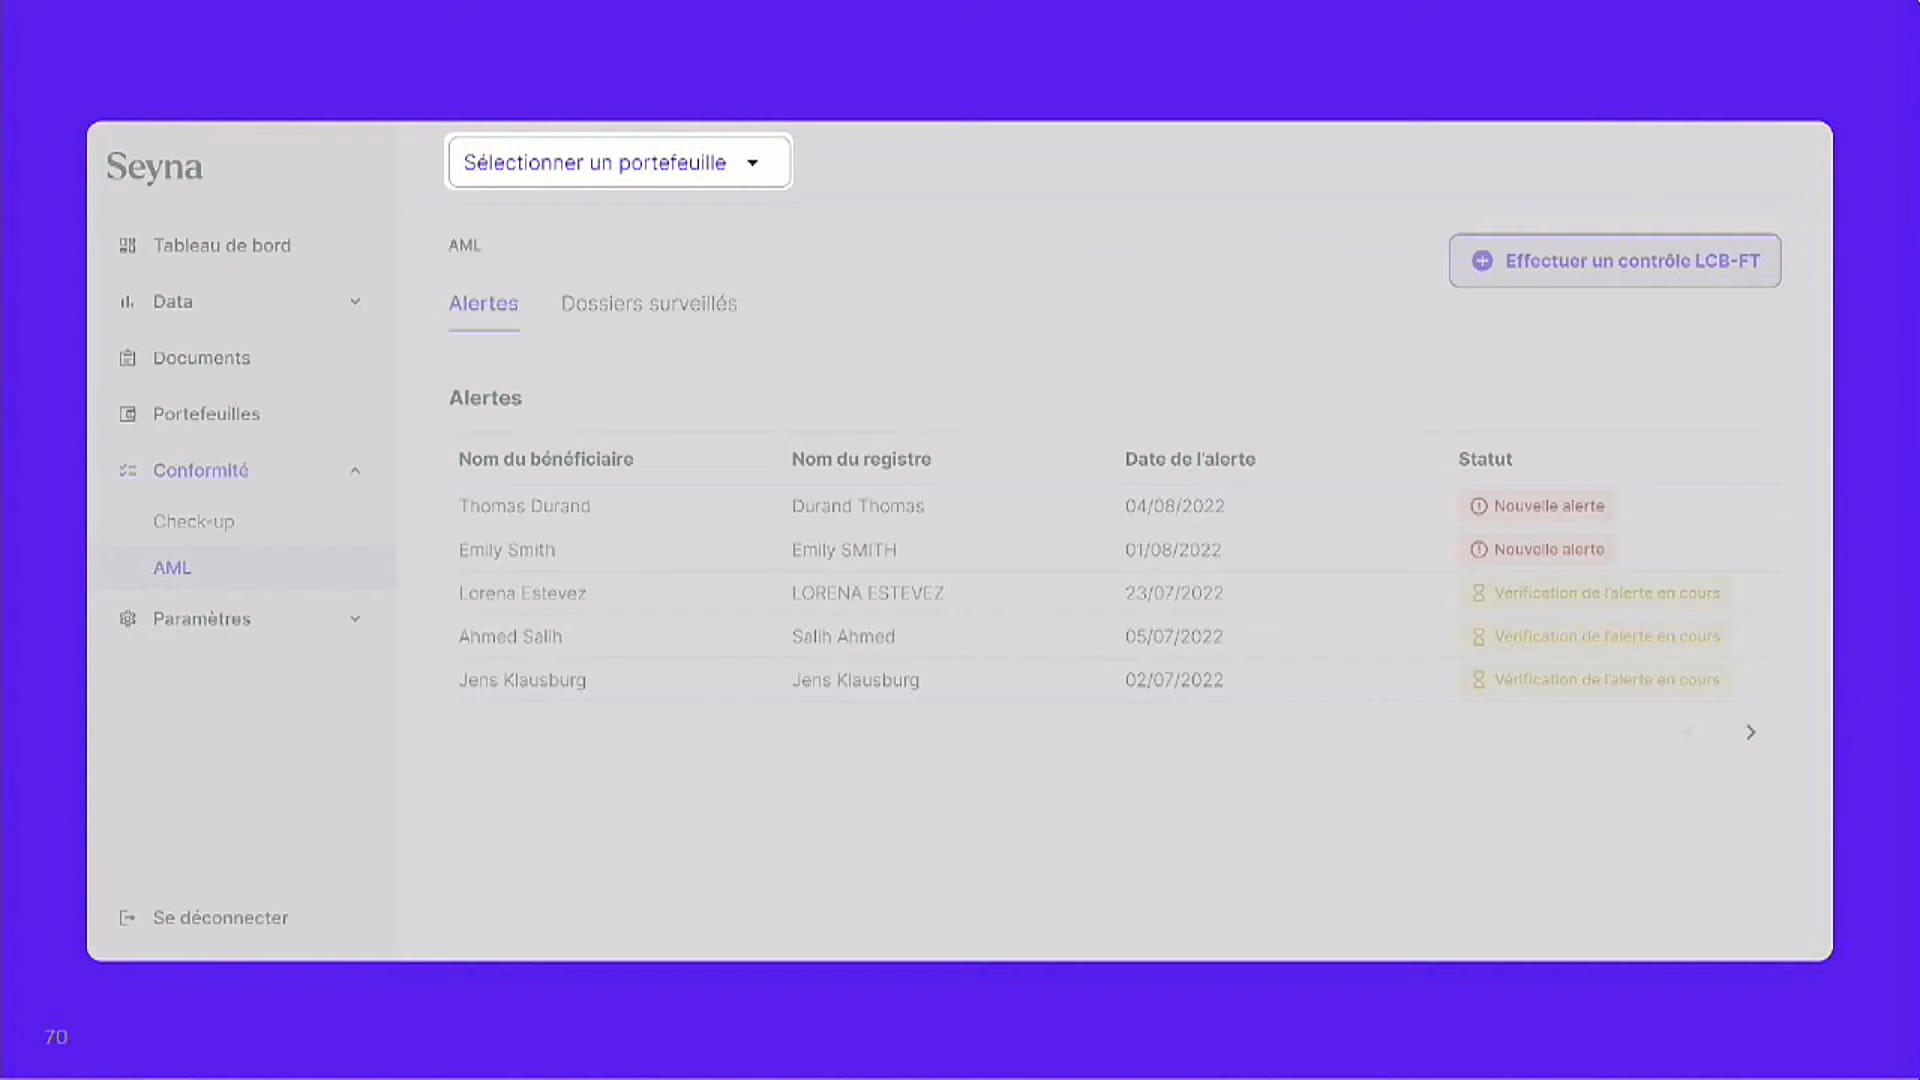 Seyna
Sélectionner un portefeuille
Tableau de bord
Data
Documents
Portefeuilles
Conformité
Check-up
AML
Paramètres
Se déconnecter
AML
Effectuer un contrôle LCB-FT
Alertes Dossiers surveillés
Alertes
Nom du bénéficiaire Nom du registre Date de l'alerte Statut
Thomas Durand Durand Thomas 04/08/2022 Nouvelle alerte
Emily Smith Emily SMITH 01/08/2022 Nouvelle alerte
Lorena Estevez LORENA ESTEVEZ 23/07/2022 Vérification de l'alerte en cours
Ahmed Salih Salih Ahmed 05/07/2022 Vérification de l'alerte en cours
Jens Klausburg Jens Klausburg 02/07/2022 Vérification de l'alerte en cours
70